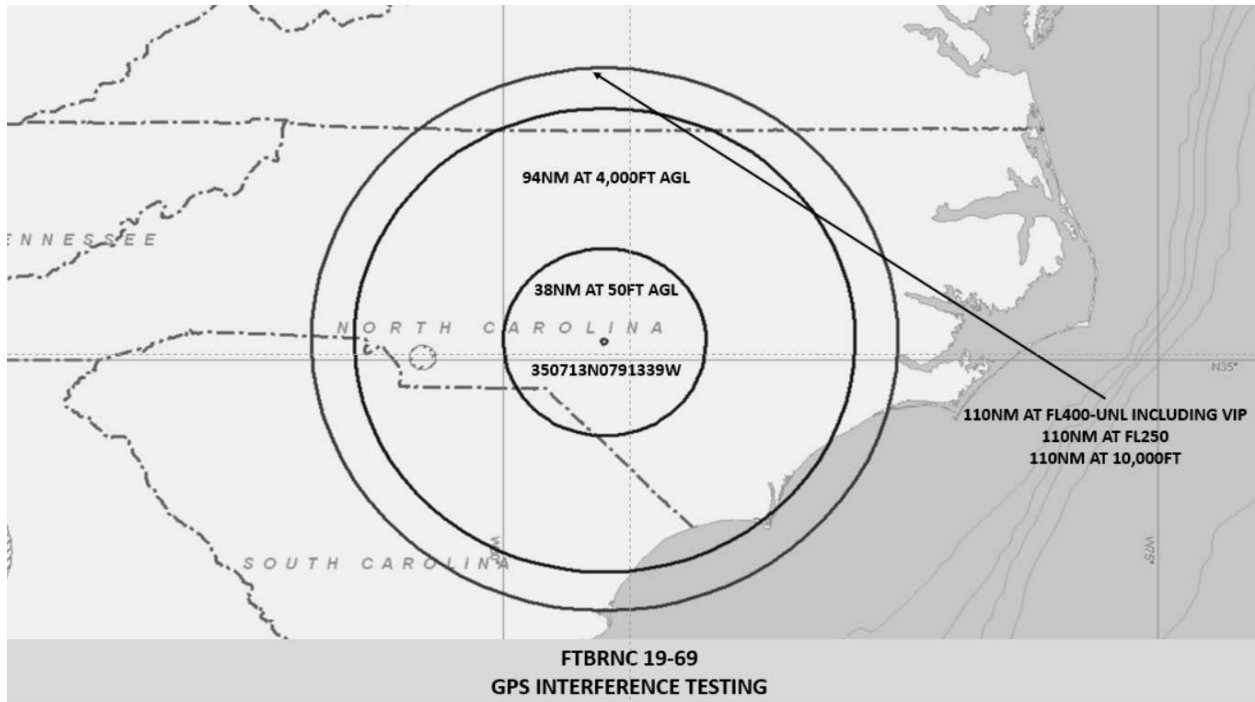 94NM AT 4,000FT AGL
ENNESSEE
38NM AT 50FT AGL
NORTH CAROLINA
350713N0791339W
N35°
110NM AT FL400-UNL INCLUDING VIP
110NM AT FL250
110NM AT 10,000FT
W75°
SOUTH CAROLINA
FTBRNC 19-69
GPS INTERFERENCE TESTING